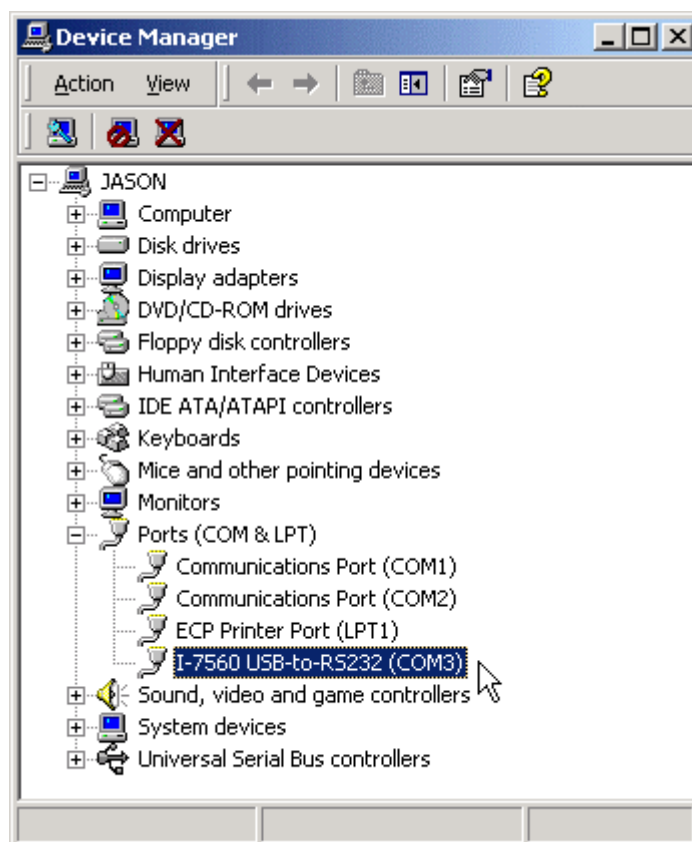 Device Manager
Action View
JASON
Computer
Disk drives
Display adapters
DVD/CD-ROM drives
Floppy disk controllers
Human Interface Devices
IDE ATA/ATAPI controllers
Keyboards
Mice and other pointing devices
Monitors
Ports (COM & LPT)
Communications Port (COM1)
Communications Port (COM2)
ECP Printer Port (LPT1)
I-7560 USB-to-RS232 (COM3)
Sound, video and game controllers
System devices
Universal Serial Bus controllers